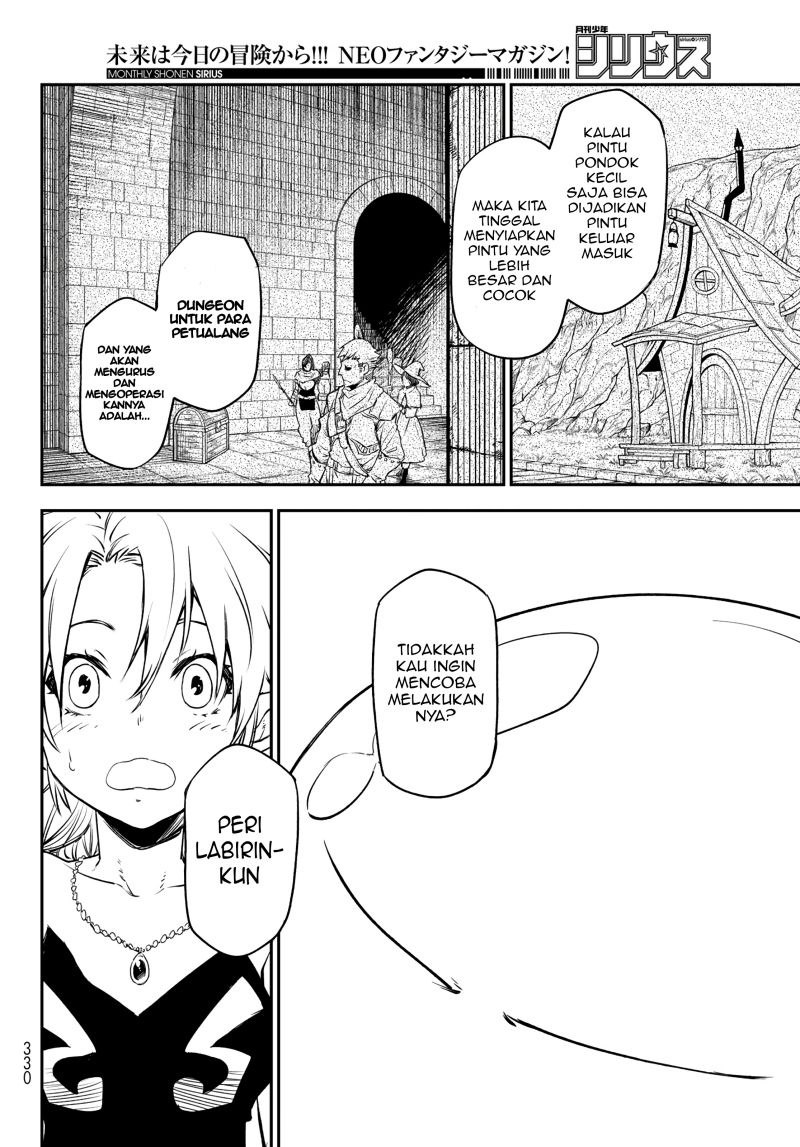 未来は今日の冒険から!!! NEOファンタジーマガジン!
月刊少年
シリウス
MONTHLY SHONEN SIRIUS
KALAU
PINTU
PONDOK
KECIL
SAJA BISA
DIJADIKAN
PINTU
KELUAR
MASUK
MAKA KITA
TINGGAL
MENYIAPKAN
PINTU YANG
LEBIH
BESAR DAN
COCOK
DUNGEON
UNTUK PARA
PETUALANG
DAN YANG
AKAN
MENGURUS
DAN
MENGOPERASI
KANNYA
ADALAH...
TIDAKKAH
KAU INGIN
MENCOBA
MELAKUKAN
NYA?
PERI
LABIRIN-
KUN
330